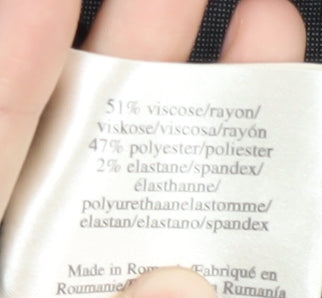 51% viscose/rayon/
viskose/viscosa/rayón
47% polyester/poliester
2% elastane/spandex/
élasthanne/
polyurethaanelastomme/
elastan/elastano/spandex
Made in Fabriqué en
Roumanie/ Rumanía